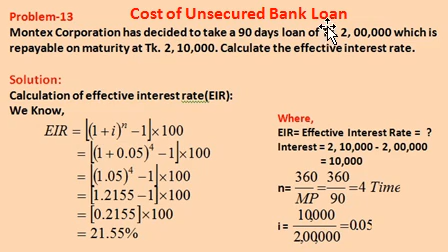 Problem-13
Cost of Unsecured Bank Loan
Montex Corporation has decided to take a 90 days loan of 2, 00,000 which is
repayable on maturity at Tk. 2, 10,000. Calculate the effective interest rate.
Solution:
Calculation of effective interest rate(EIR):
We Know,
EIR = [(1+i)^n −1]×100
= [(1+0.05)^4 −1]×100
= [(1.05)^4 −1]×100
= [1.2155−1]×100
= [0.2155]×100
= 21.55%
Where,
EIR= Effective Interest Rate = ?
Interest = 2, 10,000 - 2, 00,000
= 10,000
n= 360/MP = 360/90 =4 Time
i = 10,000/2,00,000 =0.05